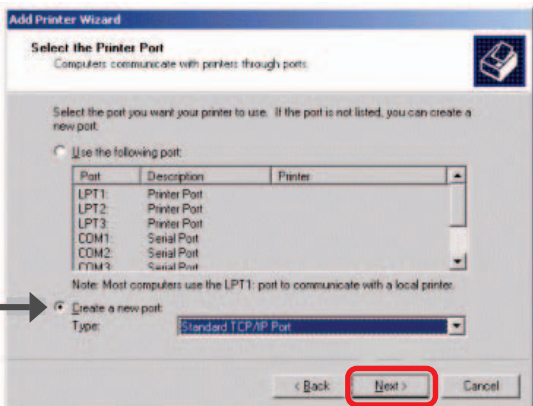 Add Printer Wizard
Select the Printer Port
Computers communicate with printers through ports.
Select the port you want your printer to use. If the port is not listed, you can create a
new port.
Use the following port:
Port Description Printer
LPT1: Printer Port
LPT2: Printer Port
LPT3: Printer Port
COM1: Serial Port
COM2: Serial Port
COM3: Serial Port
Note: Most computers use the LPT1: port to communicate with a local printer.
Create a new port:
Type: Standard TCP/IP Port
< Back Next > Cancel